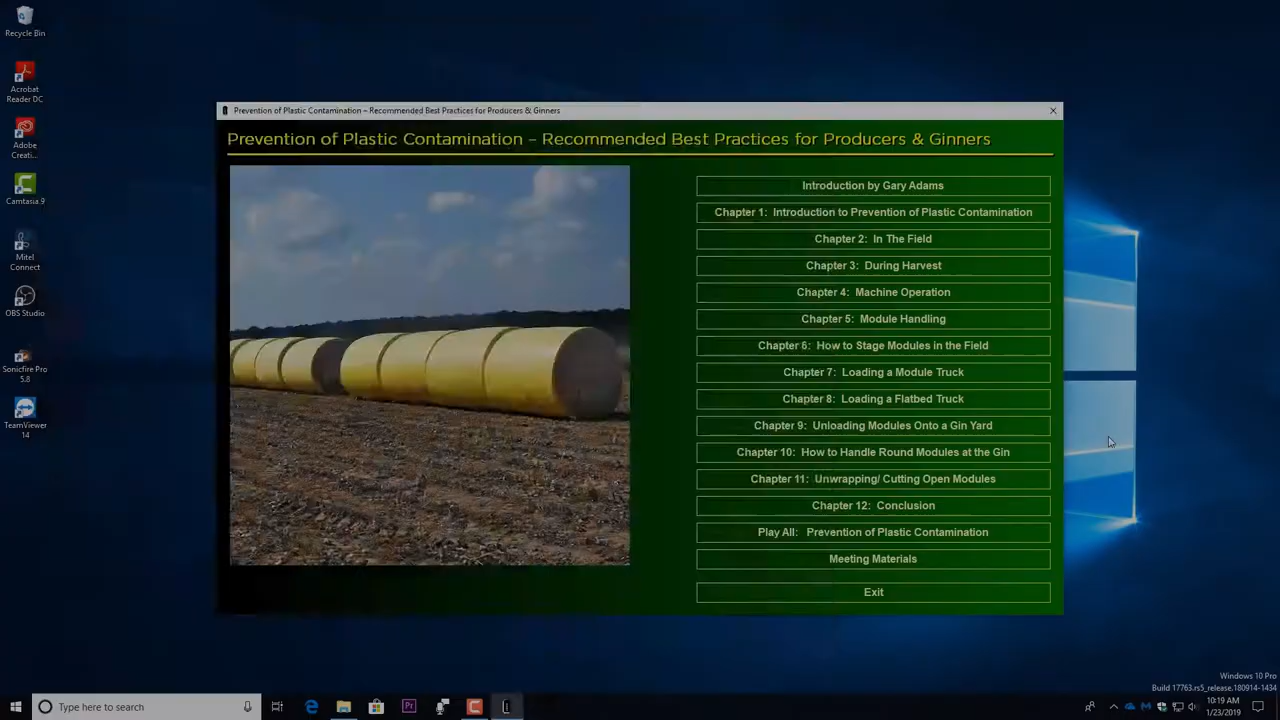 Recycle Bin
Acrobat
Reader DC
Adobe
Creati...
Camtasia 9
Mitel
Connect
OBS Studio
Sonicfire Pro
5.8
TeamViewer
14
Prevention of Plastic Contamination – Recommended Best Practices for Producers & Ginners
Prevention of Plastic Contamination – Recommended Best Practices for Producers & Ginners
Introduction by Gary Adams
Chapter 1: Introduction to Prevention of Plastic Contamination
Chapter 2: In The Field
Chapter 3: During Harvest
Chapter 4: Machine Operation
Chapter 5: Module Handling
Chapter 6: How to Stage Modules in the Field
Chapter 7: Loading a Module Truck
Chapter 8: Loading a Flatbed Truck
Chapter 9: Unloading Modules Onto a Gin Yard
Chapter 10: How to Handle Round Modules at the Gin
Chapter 11: Unwrapping/ Cutting Open Modules
Chapter 12: Conclusion
Play All: Prevention of Plastic Contamination
Meeting Materials
Exit
Windows 10 Pro
Build 17763.rs5_release.180914-1434
Type here to search
Pr
10:19 AM
1/23/2019